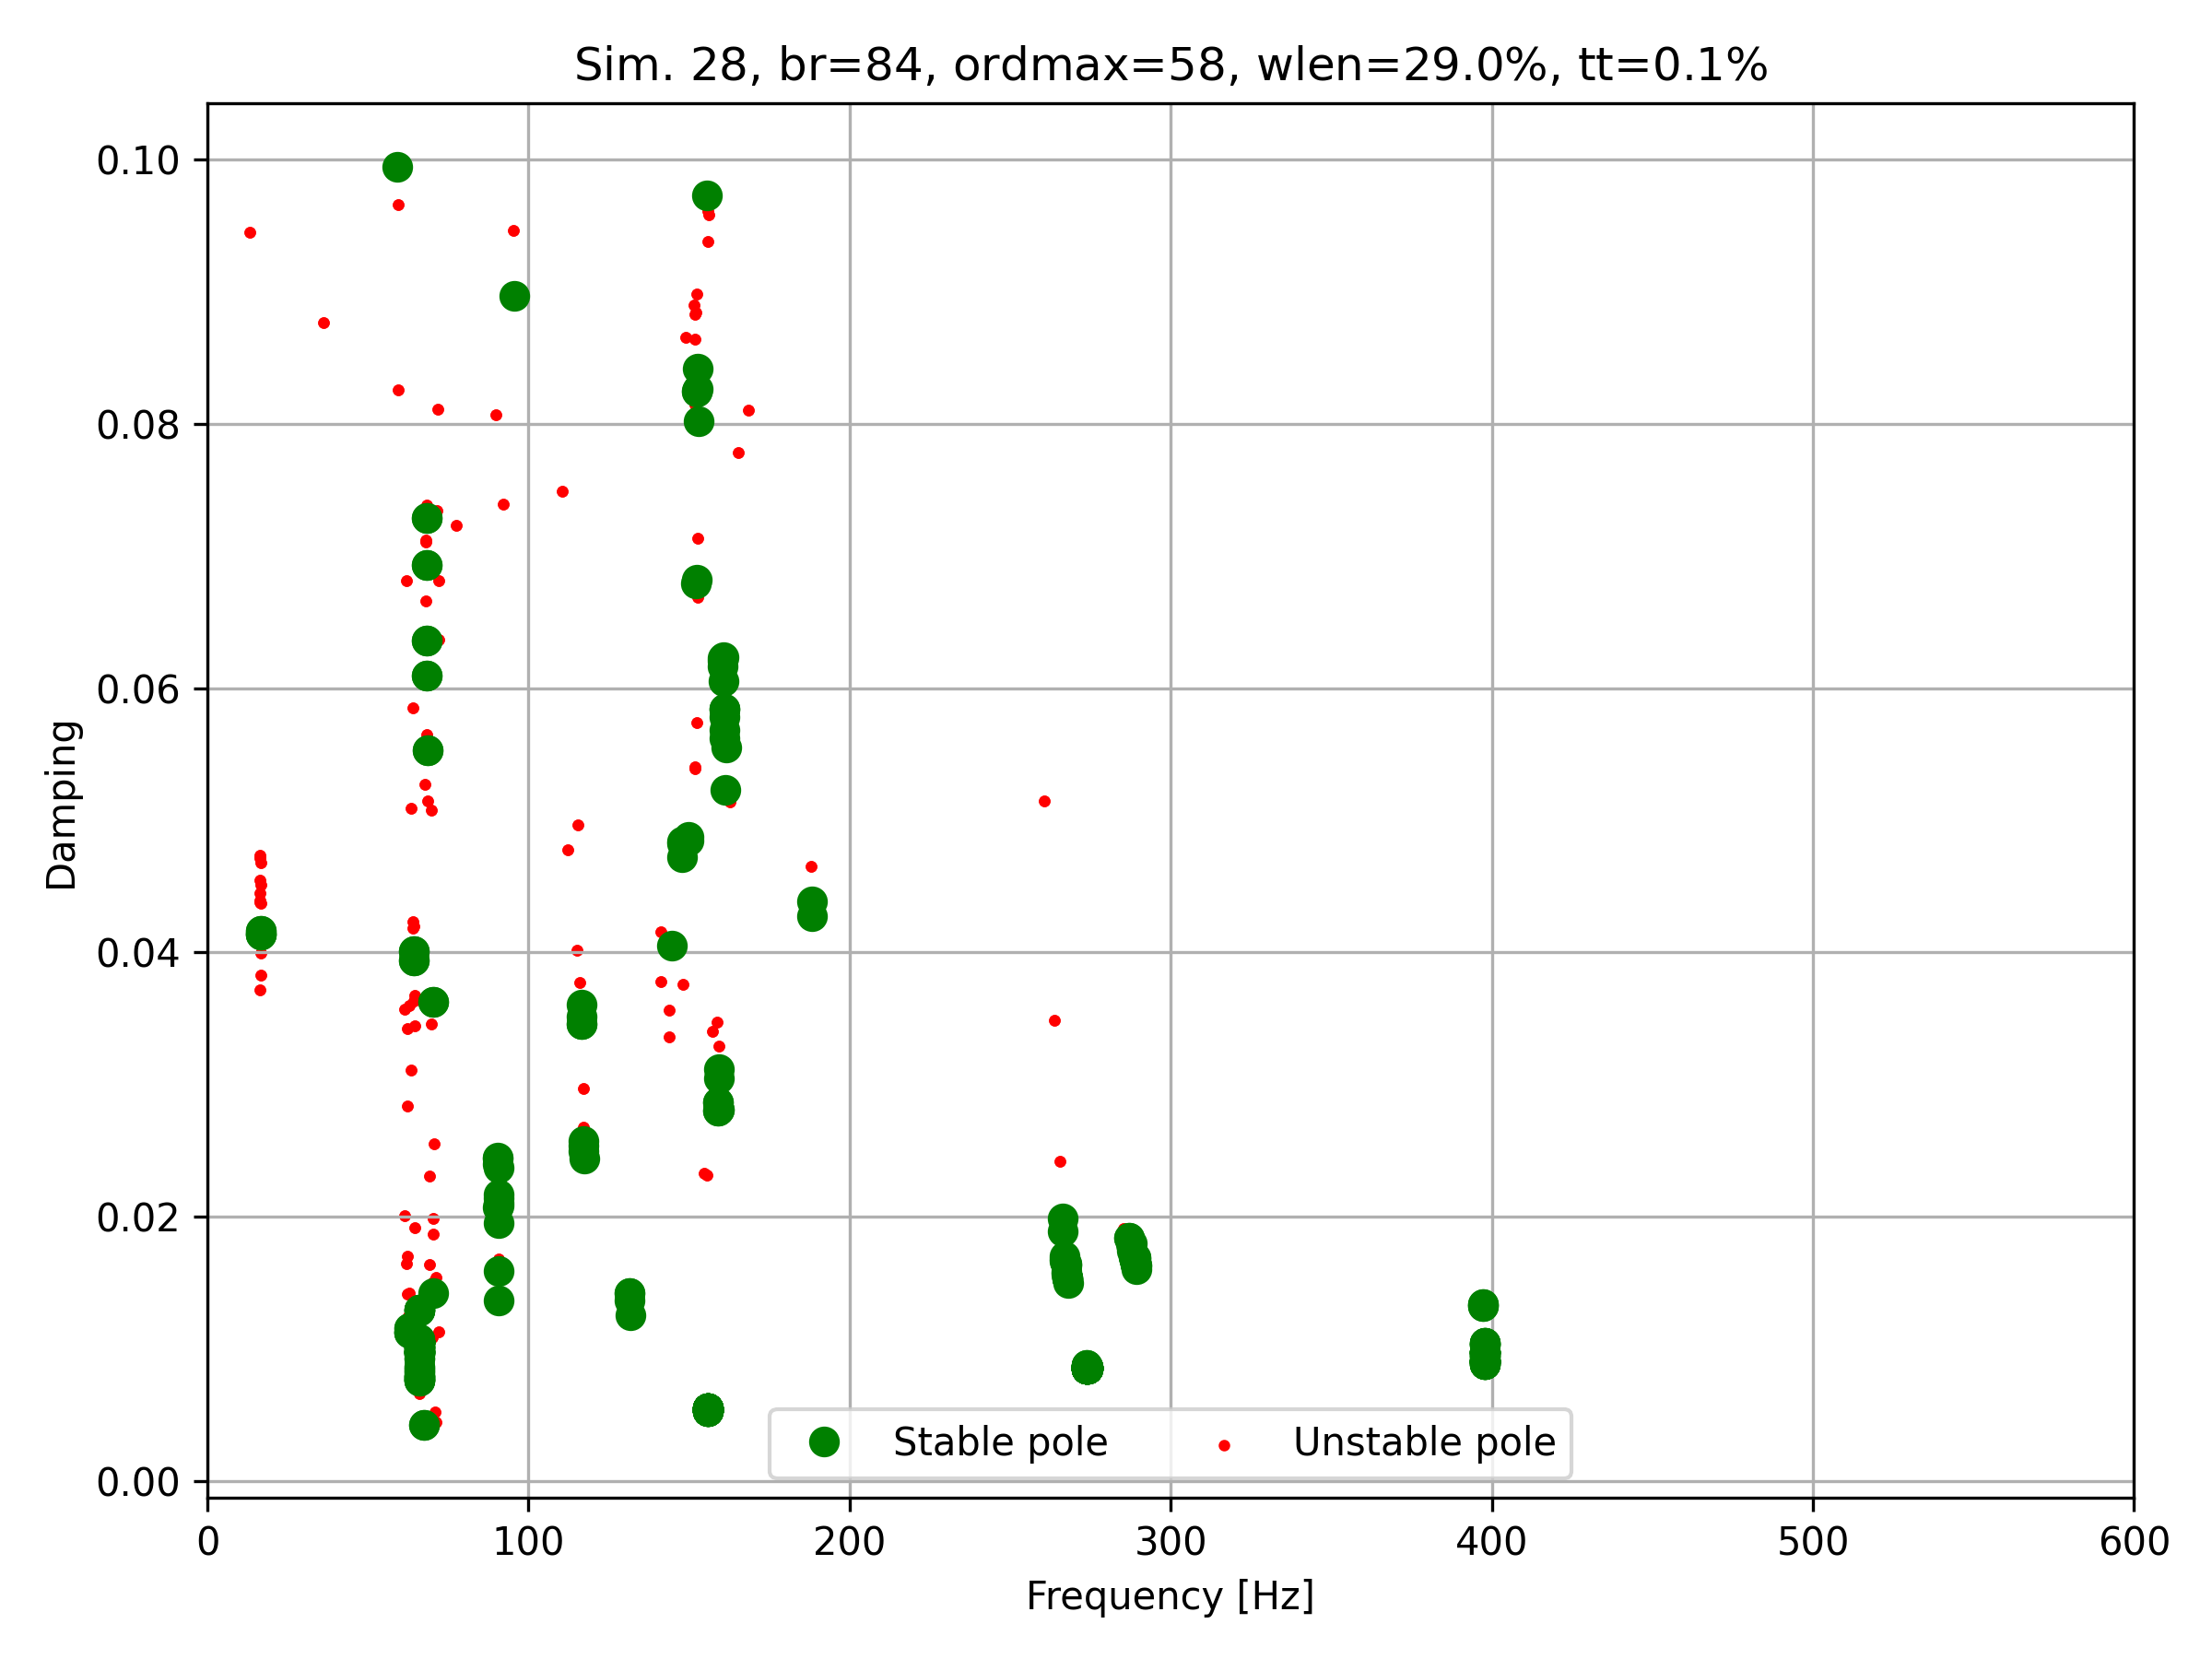 Sim. 28, br=84, ordmax=58, wlen=29.0%, tt=0.1%
0.10
0.08
0.06
0.04
0.02
0.00
Damping
0 100 200 300 400 500 600
Frequency [Hz]
Stable pole Unstable pole